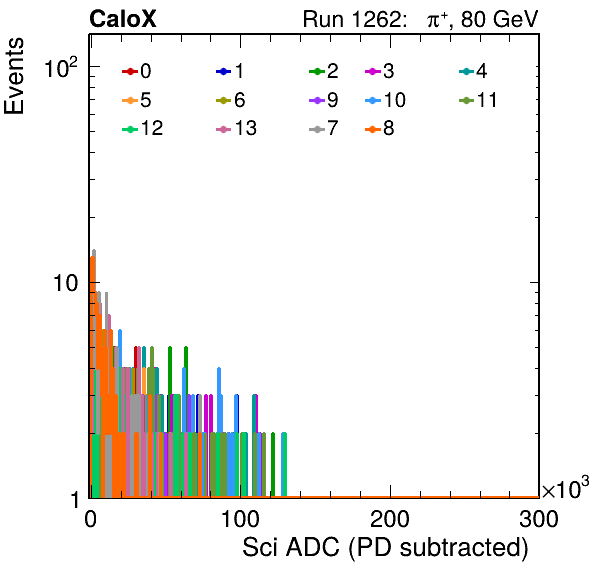 CaloX Run 1262: π⁺, 80 GeV
Events
10²
10
1
0 1 2 3 4
5 6 9 10 11
12 13 7 8
0 100 200 300
×10³
Sci ADC (PD subtracted)